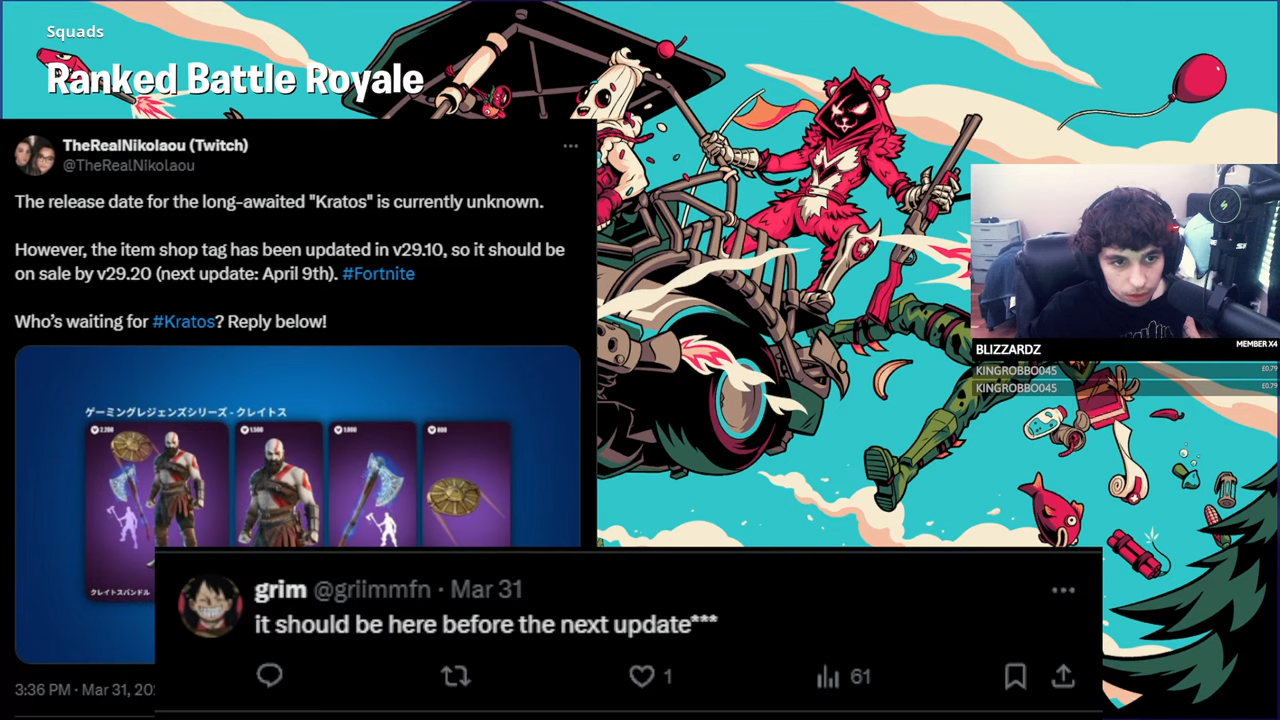 Squads
Ranked Battle Royale
TheRealNikolaou (Twitch)
@TheRealNikolaou
The release date for the long-awaited "Kratos" is currently unknown.
However, the item shop tag has been updated in v29.10, so it should be
on sale by v29.20 (next update: April 9th). #Fortnite
Who's waiting for #Kratos? Reply below!
ゲーミングレジェンズシリーズ - クレイトス
2,200
1,500
800
クレイトスバンドル
3:36 PM · Mar 31, 20
grim @griimmfn · Mar 31
it should be here before the next update***
1
61
BLIZZARDZ
MEMBER X4
KINGROBBO045
£0.79
KINGROBBO045
£0.79